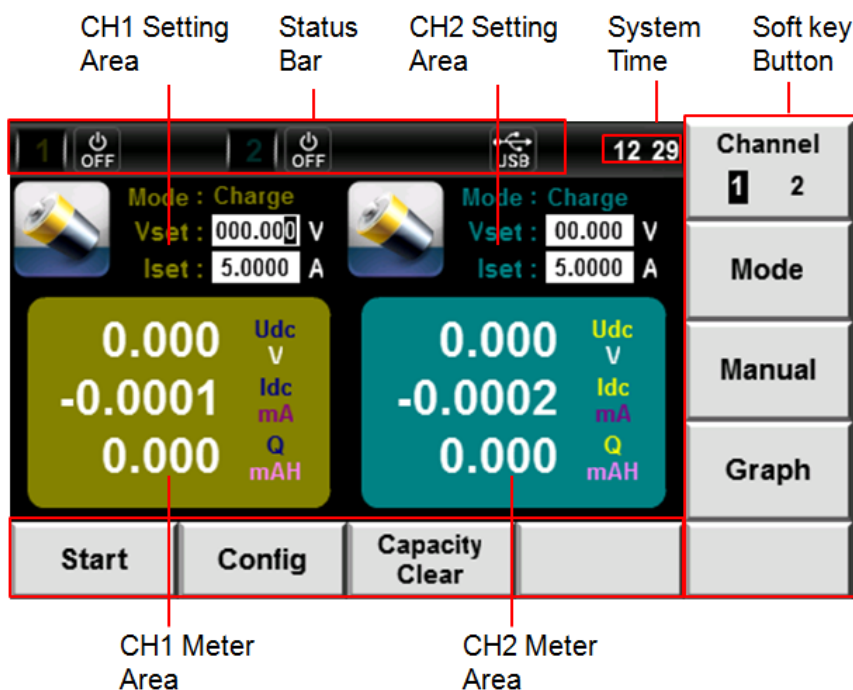 CH1 Setting Area
Status Bar
CH2 Setting Area
System Time
Soft key Button
1 OFF
2 OFF
USB
12 29
Channel
1 2
Mode : Charge
Vset : 000.000 V
Iset : 5.0000 A
Mode : Charge
Vset : 00.000 V
Iset : 5.0000 A
Mode
Manual
Graph
0.000 Udc V
-0.0001 Idc mA
0.000 Q mAH
0.000 Udc V
-0.0002 Idc mA
0.000 Q mAH
Start
Config
Capacity Clear
CH1 Meter Area
CH2 Meter Area